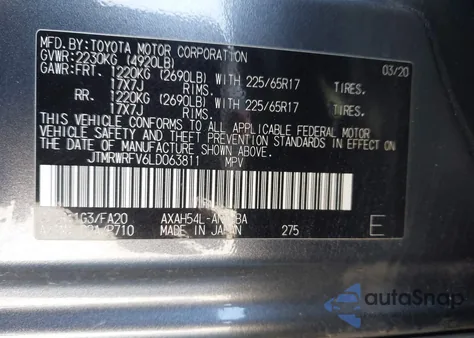 MFD.BY: TOYOTA MOTOR CORPORATION 03/20
GVWR: 2230KG (4920LB)
GAWR: FRT. 1220KG (2690LB) WITH 225/65R17 TIRES,
17X7J RIMS,
RR. 1220KG (2690LB) WITH 225/65R17 TIRES,
17X7J RIMS,
THIS VEHICLE CONFORMS TO ALL APPLICABLE FEDERAL MOTOR
VEHICLE SAFETY AND THEFT PREVENTION STANDARDS IN EFFECT ON
THE DATE OF MANUFACTURE SHOWN ABOVE.
JTMRWRFV6LD063811 MPV
1G3/FA20
P710 MADE IN JAPAN 275 E
autoSnap